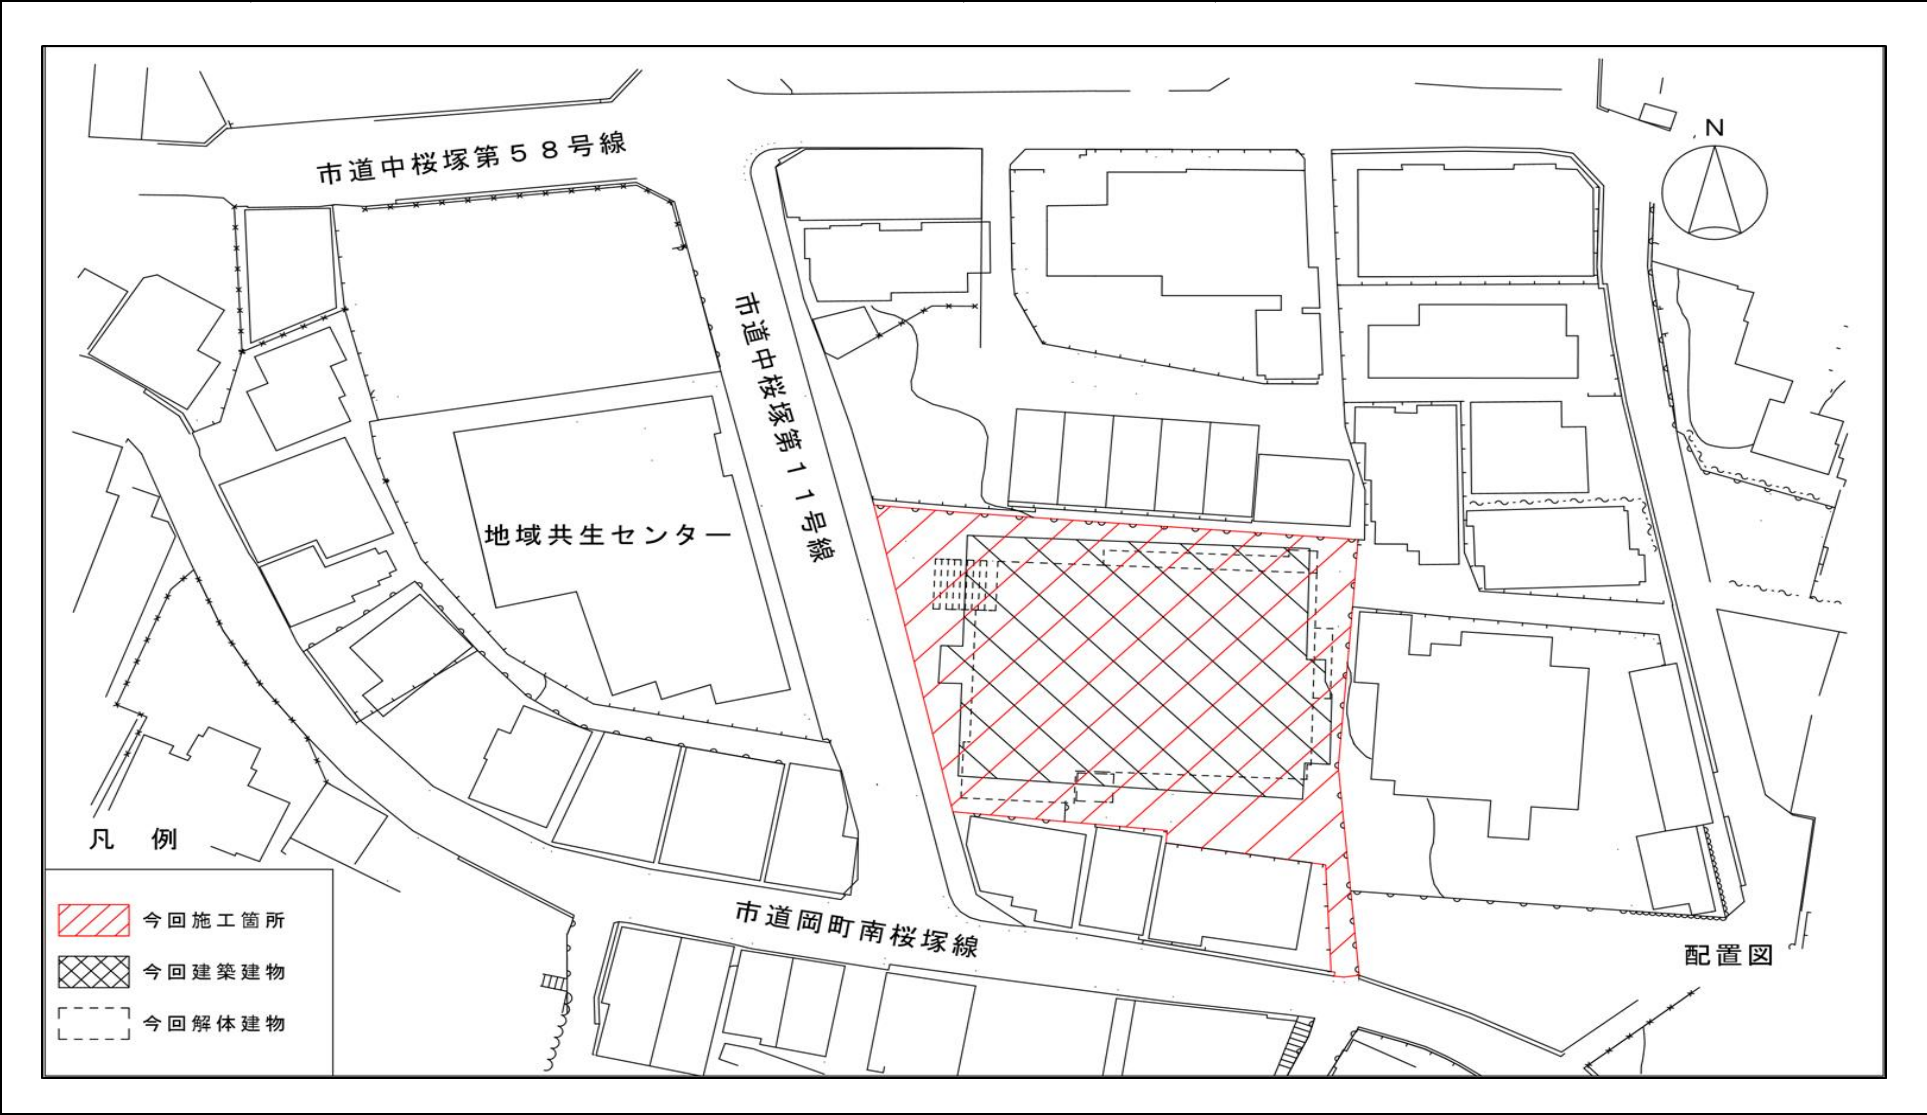 市道中桜塚第５８号線
N
市道中桜塚第１１号線
地域共生センター
凡　例
今回施工箇所
今回建築建物
今回解体建物
市道岡町南桜塚線
配置図